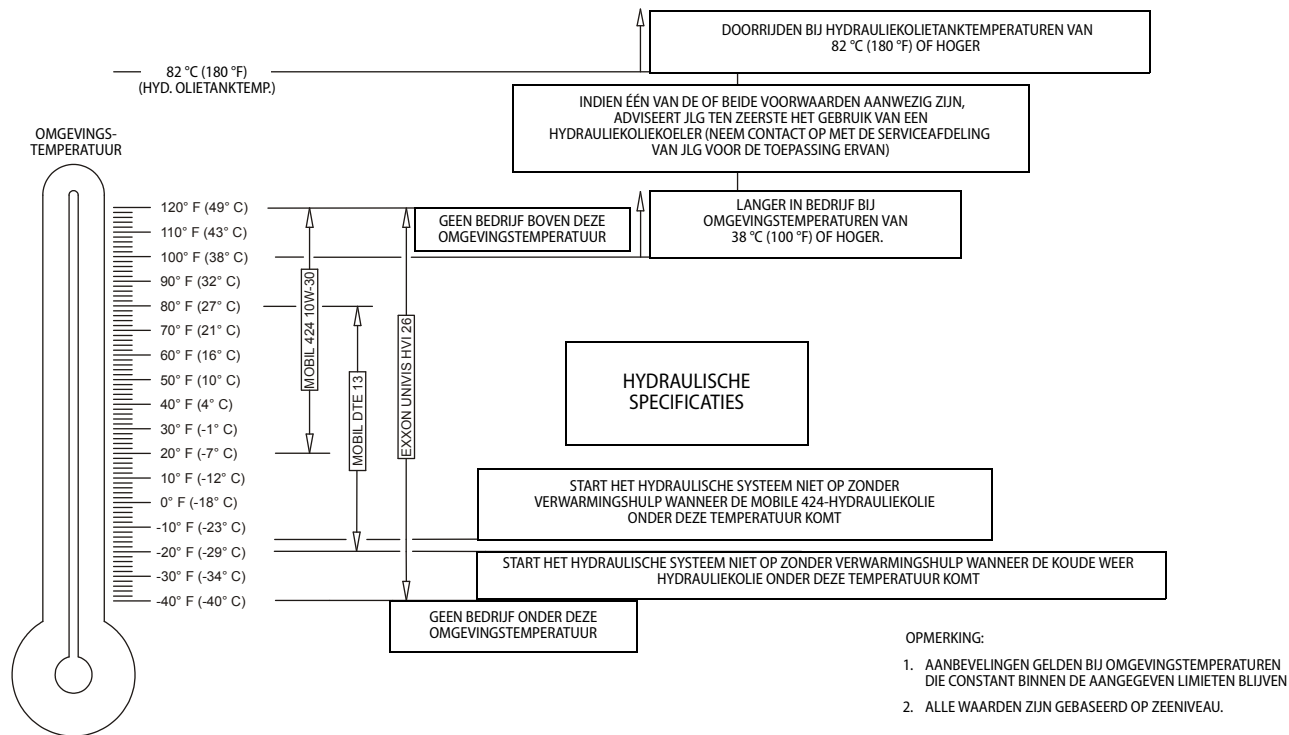 DOORRIJDEN BIJ HYDRAULIEKOLIETANKTEMPERATUREN VAN
82 °C (180 °F) OF HOGER
82 °C (180 °F)
(HYD. OLIETANKTEMP.)
INDIEN ÉÉN VAN DE OF BEIDE VOORWAARDEN AANWEZIG ZIJN,
ADVISEERT JLG TEN ZEERSTE HET GEBRUIK VAN EEN
HYDRAULIEKOLIEKOELER (NEEM CONTACT OP MET DE SERVICEAFDELING
VAN JLG VOOR DE TOEPASSING ERVAN)
OMGEVINGS-
TEMPERATUUR
120° F (49° C)
110° F (43° C)
100° F (38° C)
90° F (32° C)
80° F (27° C)
70° F (21° C)
60° F (16° C)
50° F (10° C)
40° F (4° C)
30° F (-1° C)
20° F (-7° C)
10° F (-12° C)
0° F (-18° C)
-10° F (-23° C)
-20° F (-29° C)
-30° F (-34° C)
-40° F (-40° C)
MOBIL 424 10W-30
MOBIL DTE 13
EXXON UNIVIS HVI 26
GEEN BEDRIJF BOVEN DEZE
OMGEVINGSTEMPERATUUR
LANGER IN BEDRIJF BIJ
OMGEVINGSTEMPERATUREN VAN
38 °C (100 °F) OF HOGER.
HYDRAULISCHE
SPECIFICATIES
START HET HYDRAULISCHE SYSTEEM NIET OP ZONDER
VERWARMINGSHULP WANNEER DE MOBILE 424-HYDRAULIEKOLIE
ONDER DEZE TEMPERATUUR KOMT
START HET HYDRAULISCHE SYSTEEM NIET OP ZONDER VERWARMINGSHULP WANNEER DE KOUDE WEER
HYDRAULIEKOLIE ONDER DEZE TEMPERATUUR KOMT
GEEN BEDRIJF ONDER DEZE
OMGEVINGSTEMPERATUUR
OPMERKING:
1. AANBEVELINGEN GELDEN BIJ OMGEVINGSTEMPERATUREN
DIE CONSTANT BINNEN DE AANGEGEVEN LIMIETEN BLIJVEN
2. ALLE WAARDEN ZIJN GEBASEERD OP ZEENIVEAU.